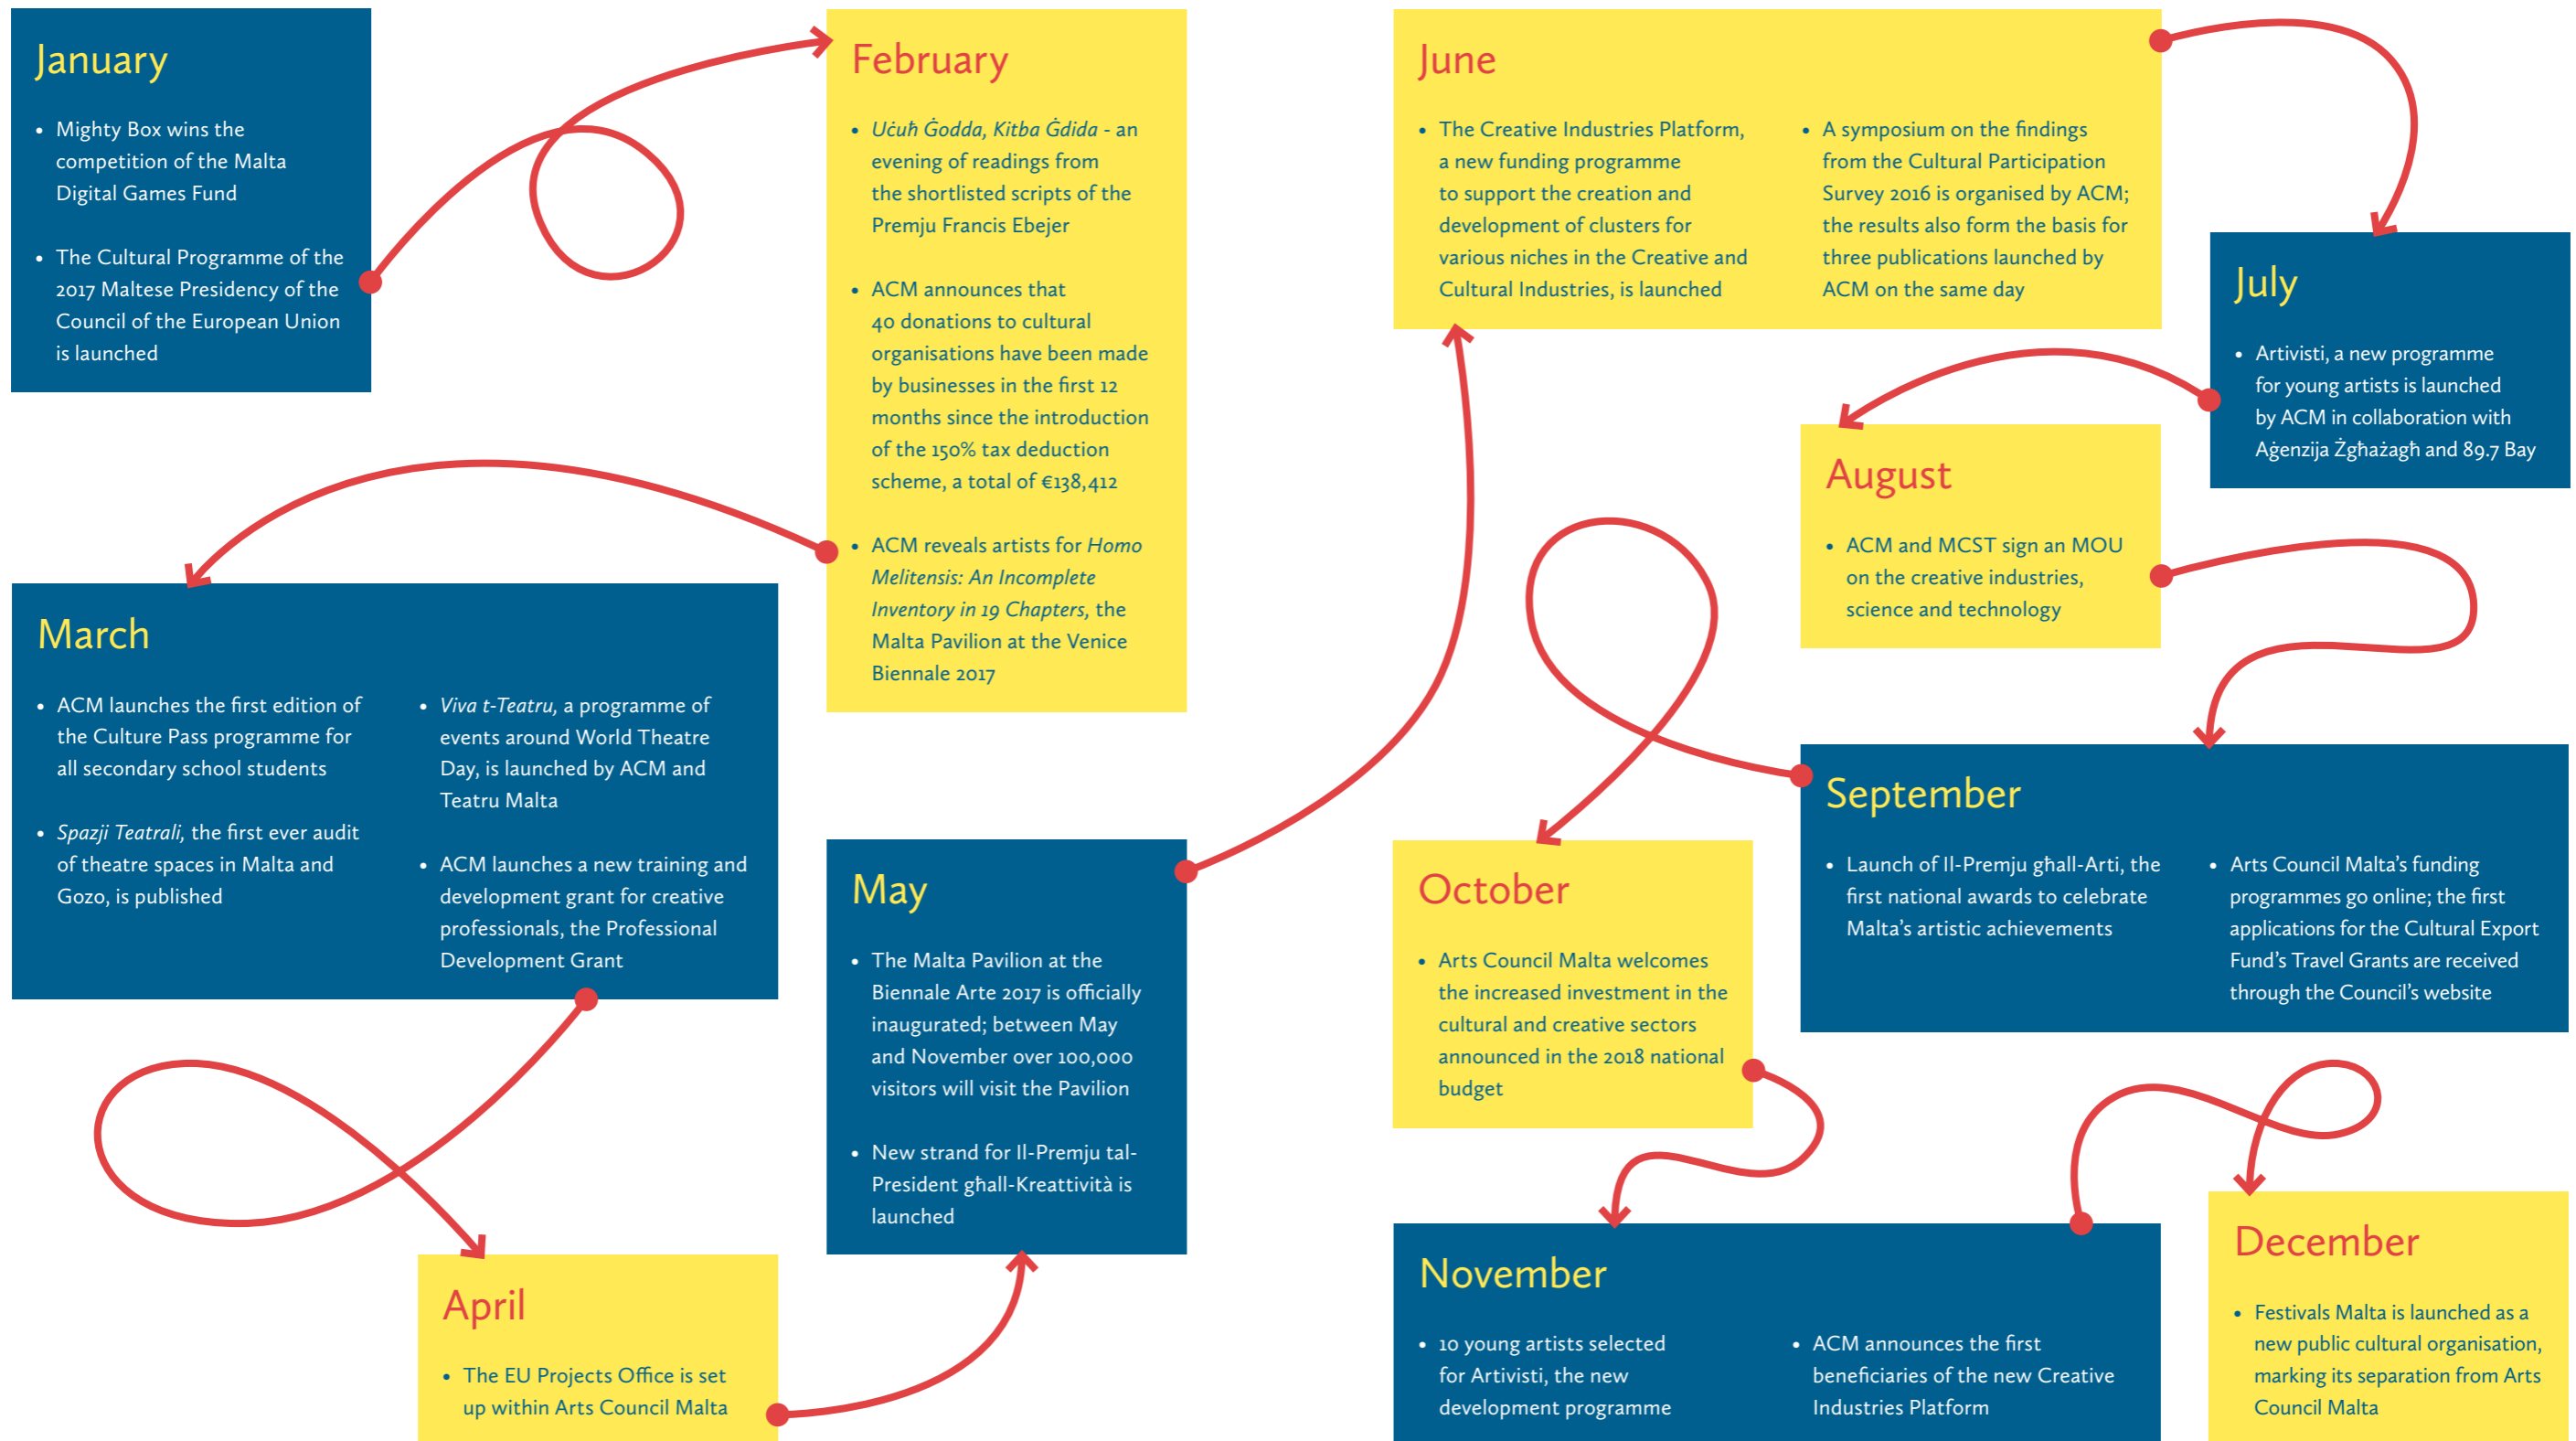 January
• Mighty Box wins the
competition of the Malta
Digital Games Fund
• The Cultural Programme of the
2017 Maltese Presidency of the
Council of the European Union
is launched
February
• Uċuħ Ġodda, Kitba Ġdida - an
evening of readings from
the shortlisted scripts of the
Premju Francis Ebejer
• ACM announces that
40 donations to cultural
organisations have been made
by businesses in the first 12
months since the introduction
of the 150% tax deduction
scheme, a total of €138,412
• ACM reveals artists for Homo
Melitensis: An Incomplete
Inventory in 19 Chapters, the
Malta Pavilion at the Venice
Biennale 2017
March
• ACM launches the first edition of
the Culture Pass programme for
all secondary school students
• Spazji Teatrali, the first ever audit
of theatre spaces in Malta and
Gozo, is published
• Viva t-Teatru, a programme of
events around World Theatre
Day, is launched by ACM and
Teatru Malta
• ACM launches a new training and
development grant for creative
professionals, the Professional
Development Grant
April
• The EU Projects Office is set
up within Arts Council Malta
May
• The Malta Pavilion at the
Biennale Arte 2017 is officially
inaugurated; between May
and November over 100,000
visitors will visit the Pavilion
• New strand for Il-Premju tal-
President għall-Kreattività is
launched
June
• The Creative Industries Platform,
a new funding programme
to support the creation and
development of clusters for
various niches in the Creative and
Cultural Industries, is launched
• A symposium on the findings
from the Cultural Participation
Survey 2016 is organised by ACM;
the results also form the basis for
three publications launched by
ACM on the same day
July
• Artivisti, a new programme
for young artists is launched
by ACM in collaboration with
Aġenzija Żgħażagħ and 89.7 Bay
August
• ACM and MCST sign an MOU
on the creative industries,
science and technology
September
• Launch of Il-Premju għall-Arti, the
first national awards to celebrate
Malta's artistic achievements
• Arts Council Malta's funding
programmes go online; the first
applications for the Cultural Export
Fund's Travel Grants are received
through the Council's website
October
• Arts Council Malta welcomes
the increased investment in the
cultural and creative sectors
announced in the 2018 national
budget
November
• 10 young artists selected
for Artivisti, the new
development programme
• ACM announces the first
beneficiaries of the new Creative
Industries Platform
December
• Festivals Malta is launched as a
new public cultural organisation,
marking its separation from Arts
Council Malta